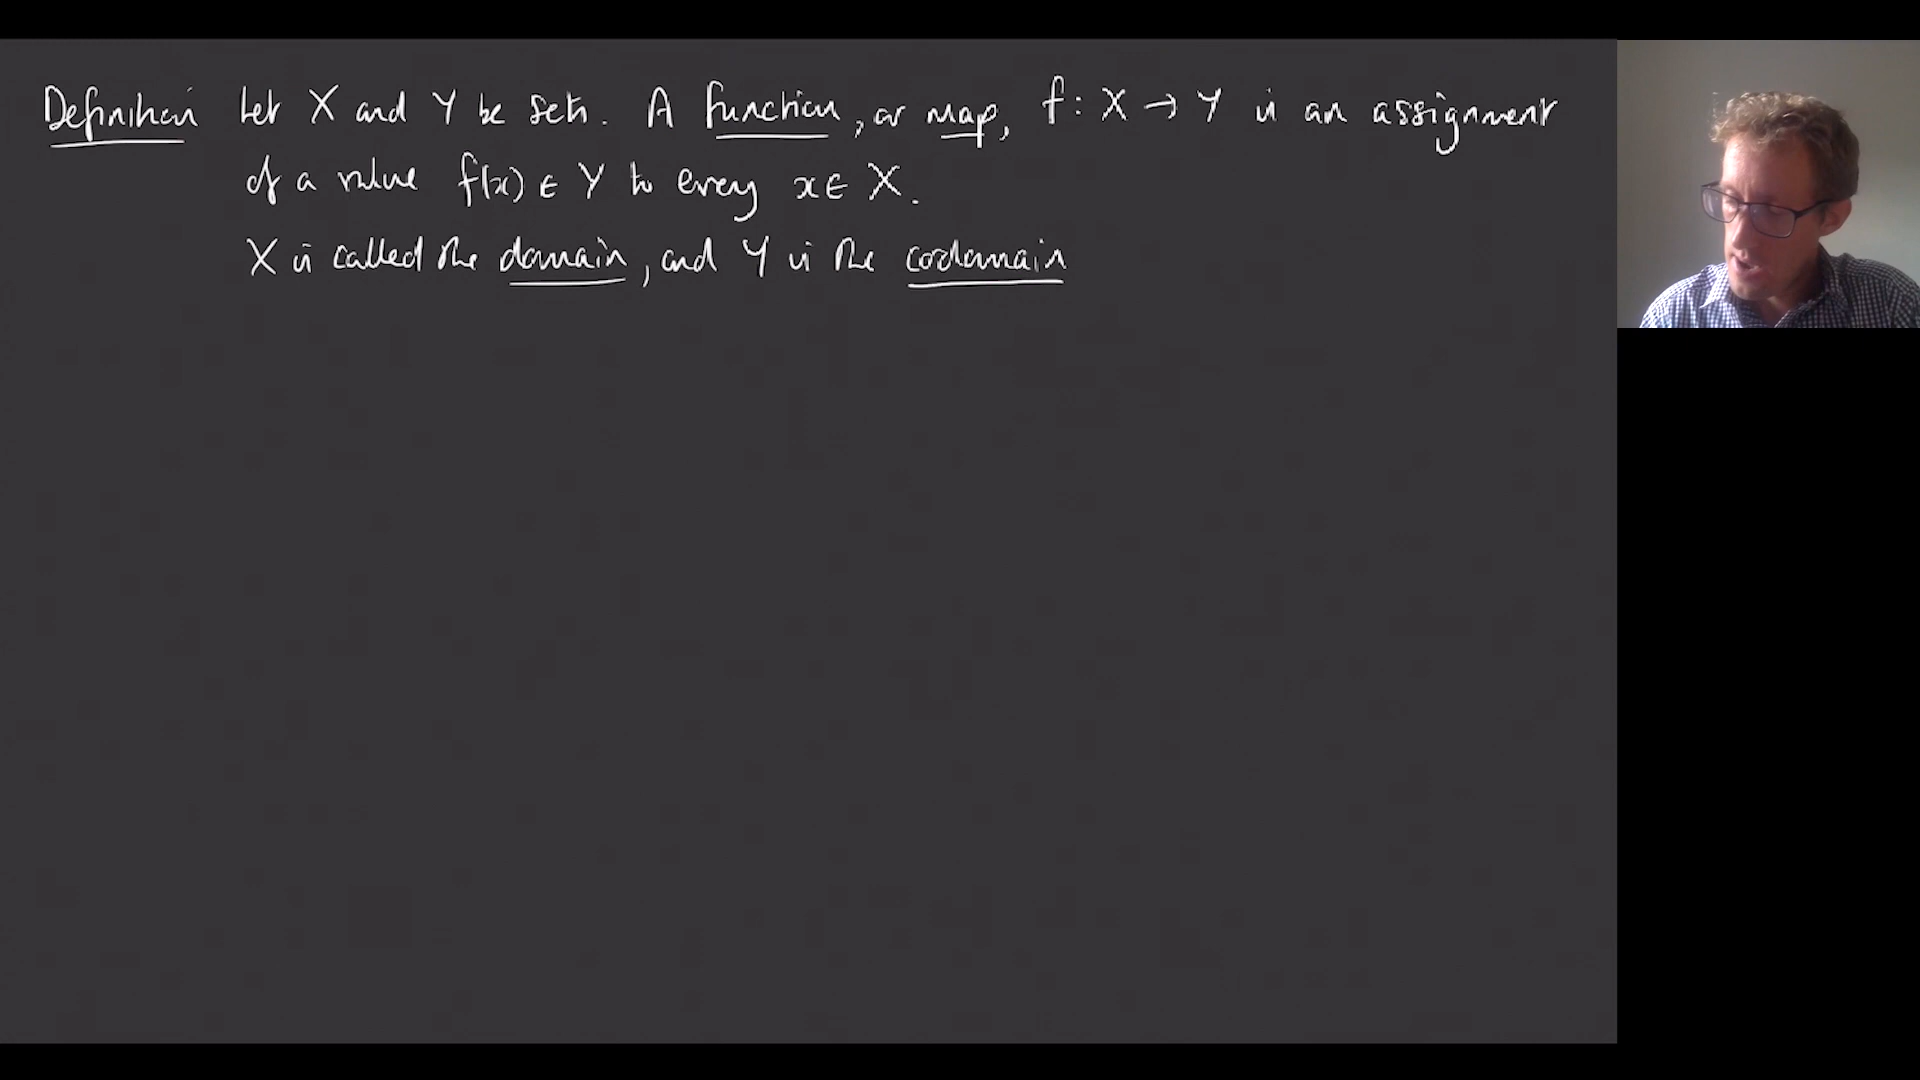 Definition Let X and Y be sets. A function, or map, f: X → Y is an assignment
of a value f(x) ∈ Y to every x ∈ X.
X is called the domain, and Y is the codomain